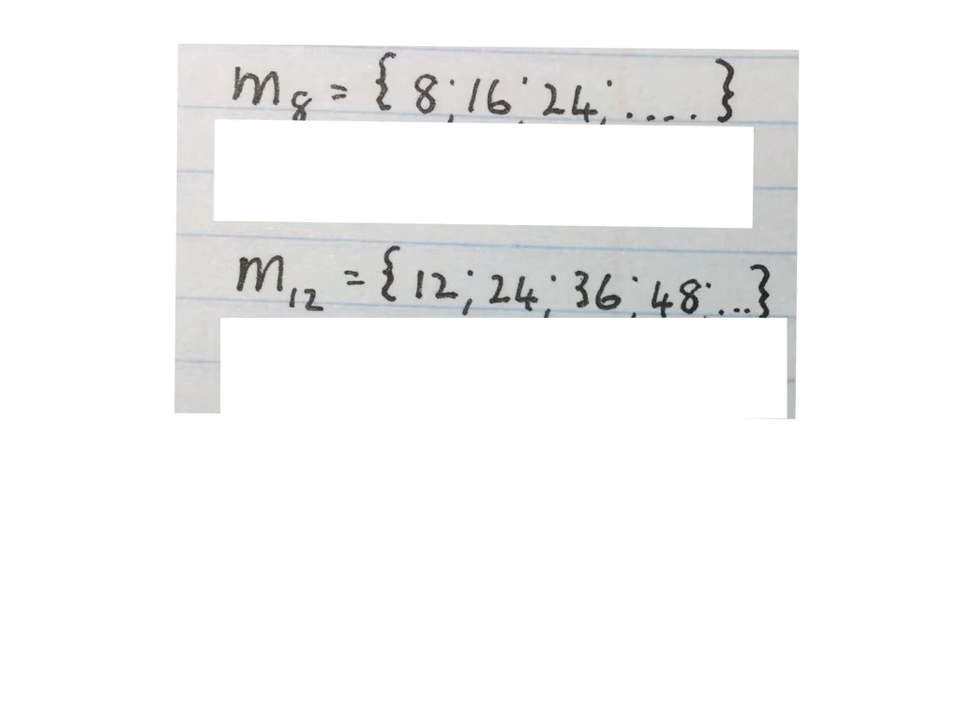 m₈ = { 8; 16; 24; .... }
m₁₂ = { 12; 24; 36; 48; ... }